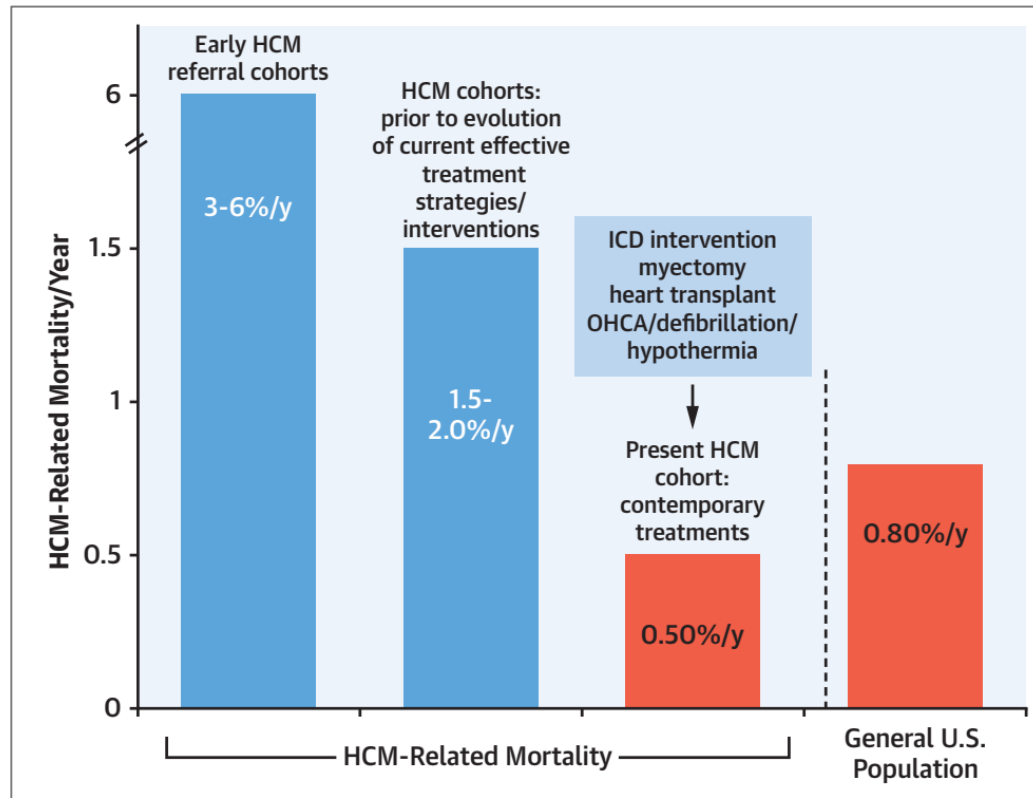 Early HCM
referral cohorts
HCM cohorts:
prior to evolution
of current effective
treatment
strategies/
interventions
ICD intervention
myectomy
heart transplant
OHCA/defibrillation/
hypothermia
Present HCM
cohort:
contemporary
treatments
3-6%/y
1.5-
2.0%/y
0.50%/y
0.80%/y
HCM-Related Mortality/Year
6
1.5
1
0.5
0
HCM-Related Mortality
General U.S.
Population